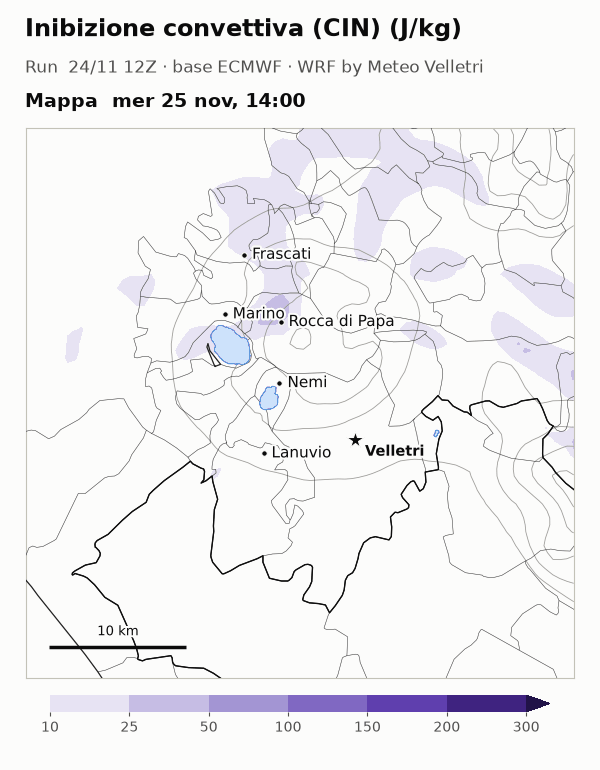 Inibizione convettiva (CIN) (J/kg)
Run  24/11 12Z · base ECMWF · WRF by Meteo Velletri
Mappa  mer 25 nov, 14:00
Frascati
Marino
Rocca di Papa
Nemi
Velletri
Lanuvio
10 km
10 25 50 100 150 200 300